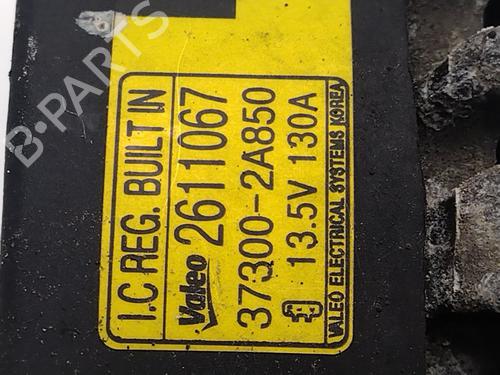 I.C REG. BUILT IN
Valeo 2611067
37300-2A850
13.5V 130A
VALEO ELECTRICAL SYSTEMS KOREA
B-PARTS